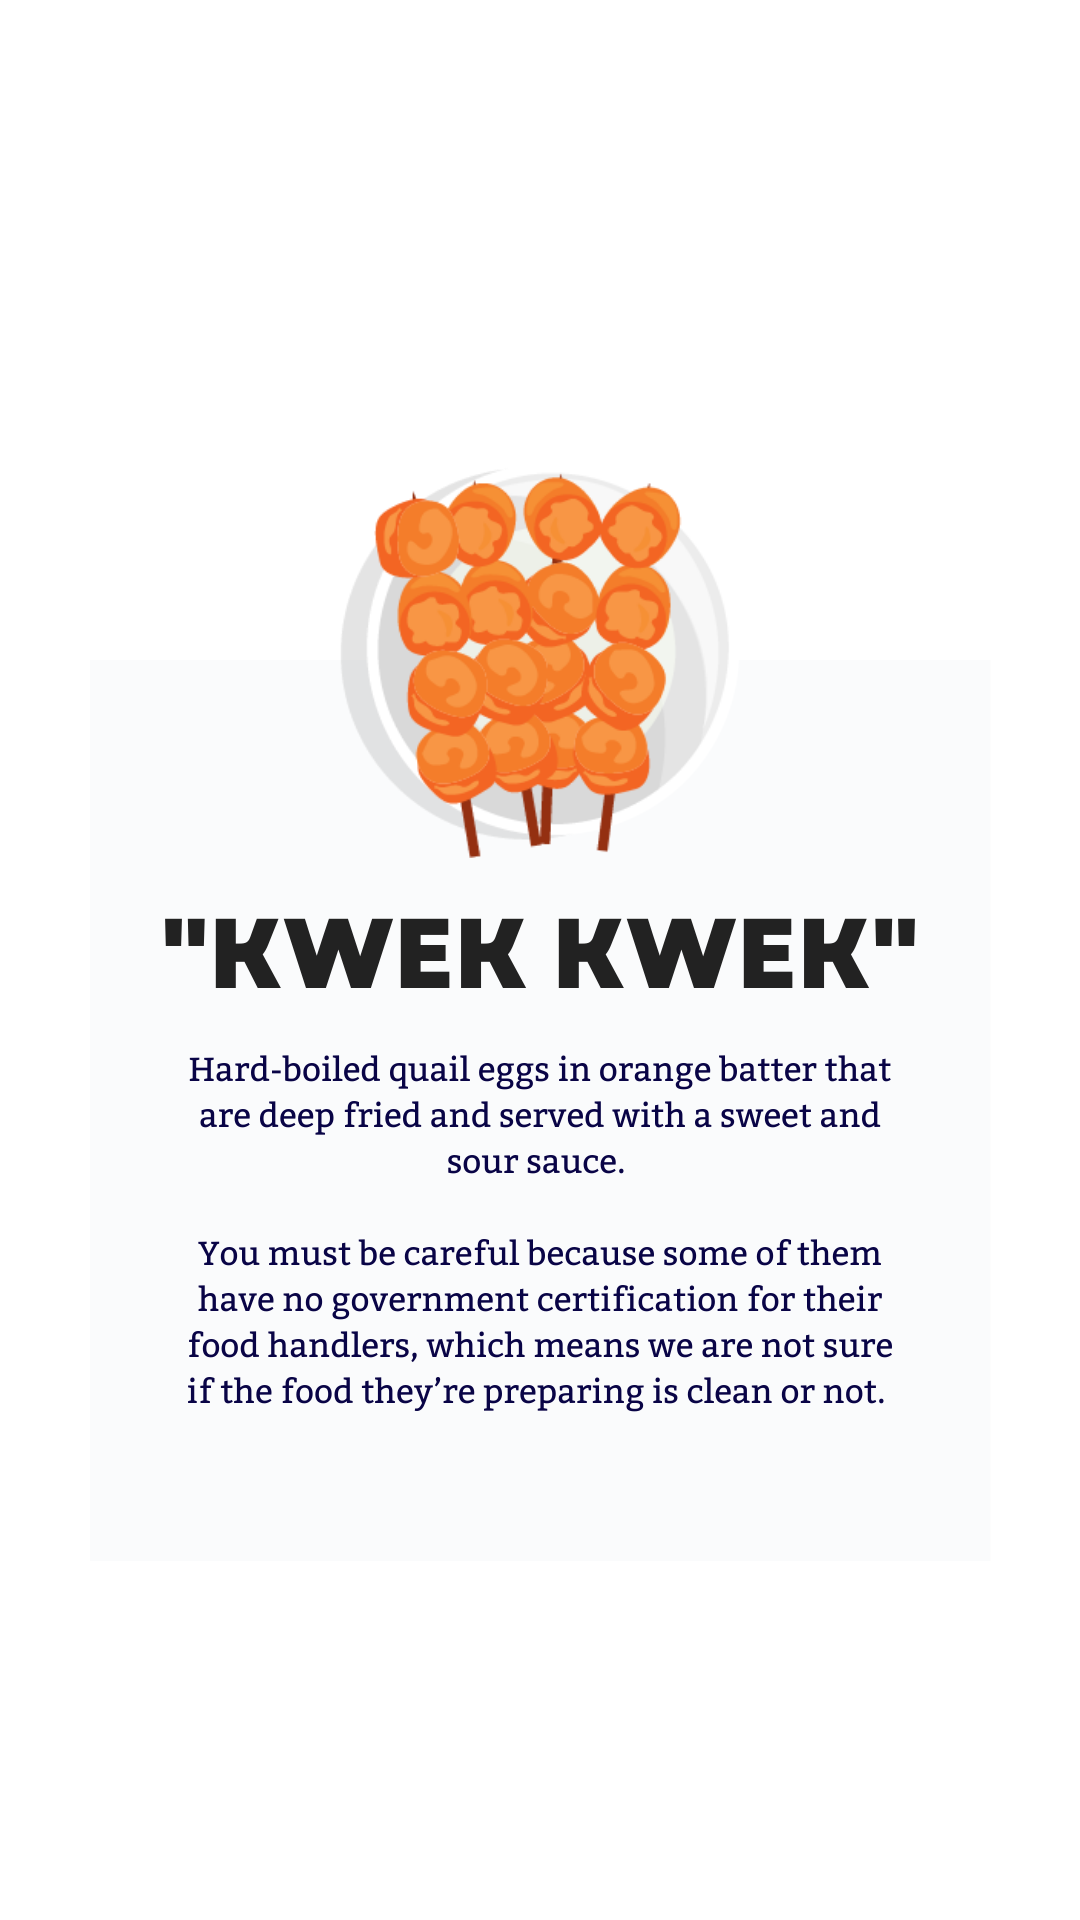 "KWEK KWEK"
Hard-boiled quail eggs in orange batter that
are deep fried and served with a sweet and
sour sauce.
You must be careful because some of them
have no government certification for their
food handlers, which means we are not sure
if the food they’re preparing is clean or not.